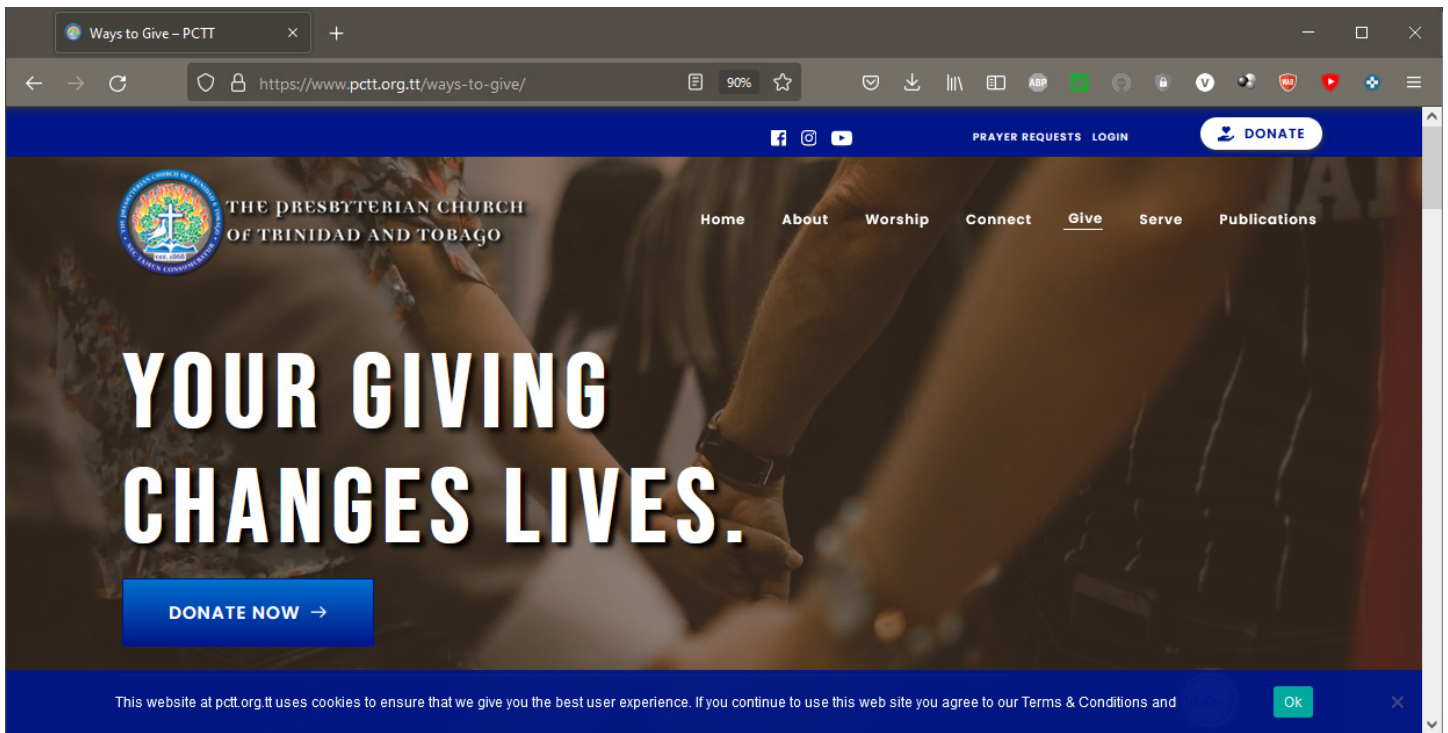 Ways to Give – PCTT
https://www.pctt.org.tt/ways-to-give/
90%
ABP
PRAYER REQUESTS LOGIN
DONATE
THE PRESBYTERIAN CHURCH
OF TRINIDAD AND TOBAGO
Home About Worship Connect Give Serve Publications
YOUR GIVING
CHANGES LIVES.
DONATE NOW →
This website at pctt.org.tt uses cookies to ensure that we give you the best user experience. If you continue to use this web site you agree to our Terms & Conditions and
Ok